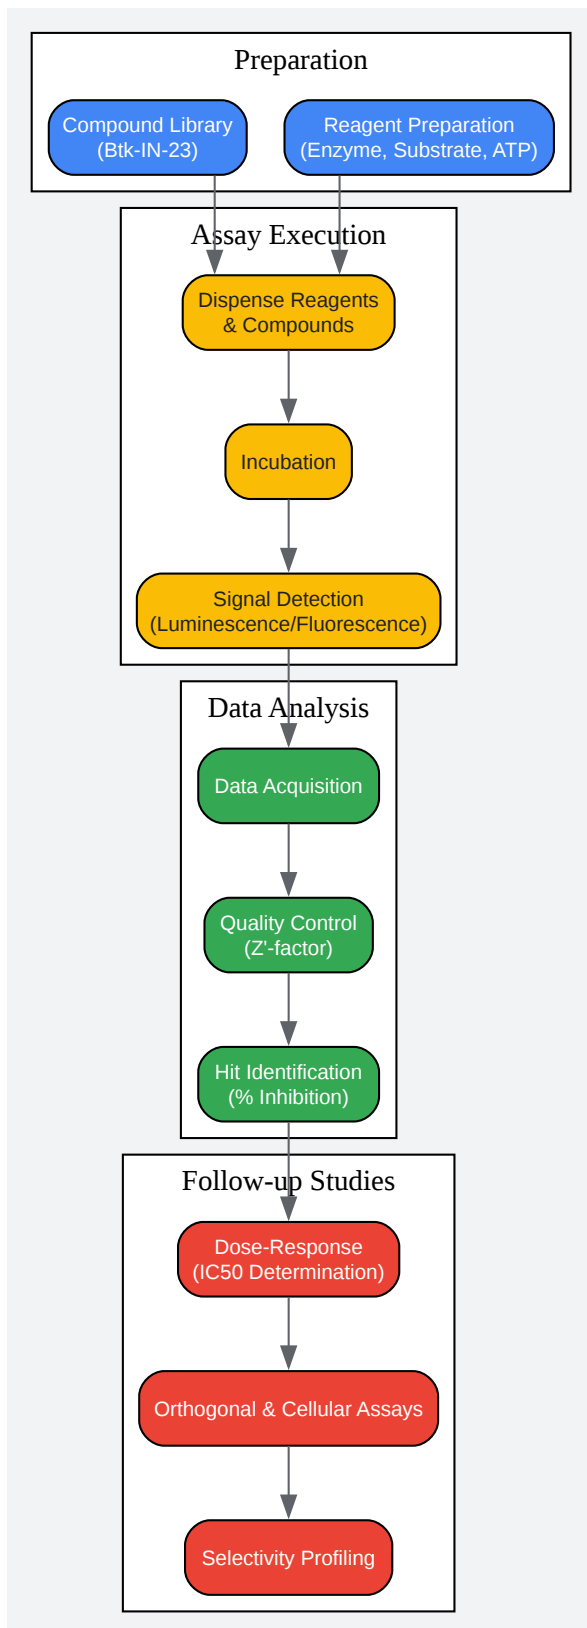 Preparation
Compound Library
(Btk-IN-23)
Reagent Preparation
(Enzyme, Substrate, ATP)
Assay Execution
Dispense Reagents
& Compounds
Incubation
Signal Detection
(Luminescence/Fluorescence)
Data Analysis
Data Acquisition
Quality Control
(Z'-factor)
Hit Identification
(% Inhibition)
Follow-up Studies
Dose-Response
(IC50 Determination)
Orthogonal & Cellular Assays
Selectivity Profiling